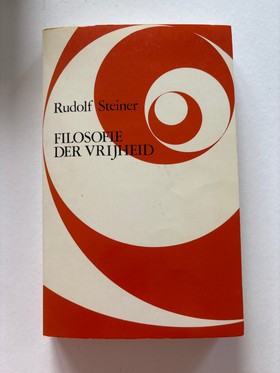 Rudolf Steiner
FILOSOFIE
DER VRIJHEID